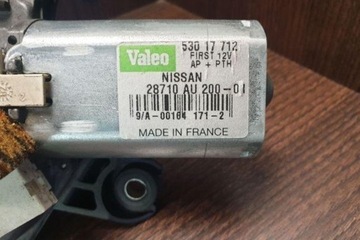 Valeo 530 17 712
FIRST 12V
AP + PTH
NISSAN
28710 AU 200-01
9/A-00164 171-2
MADE IN FRANCE